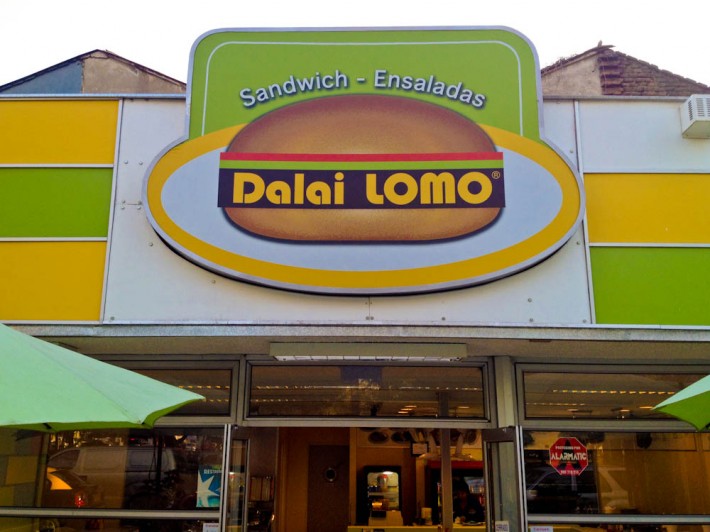 Sandwich - Ensaladas
Dalai LOMO®
ALARMATIC